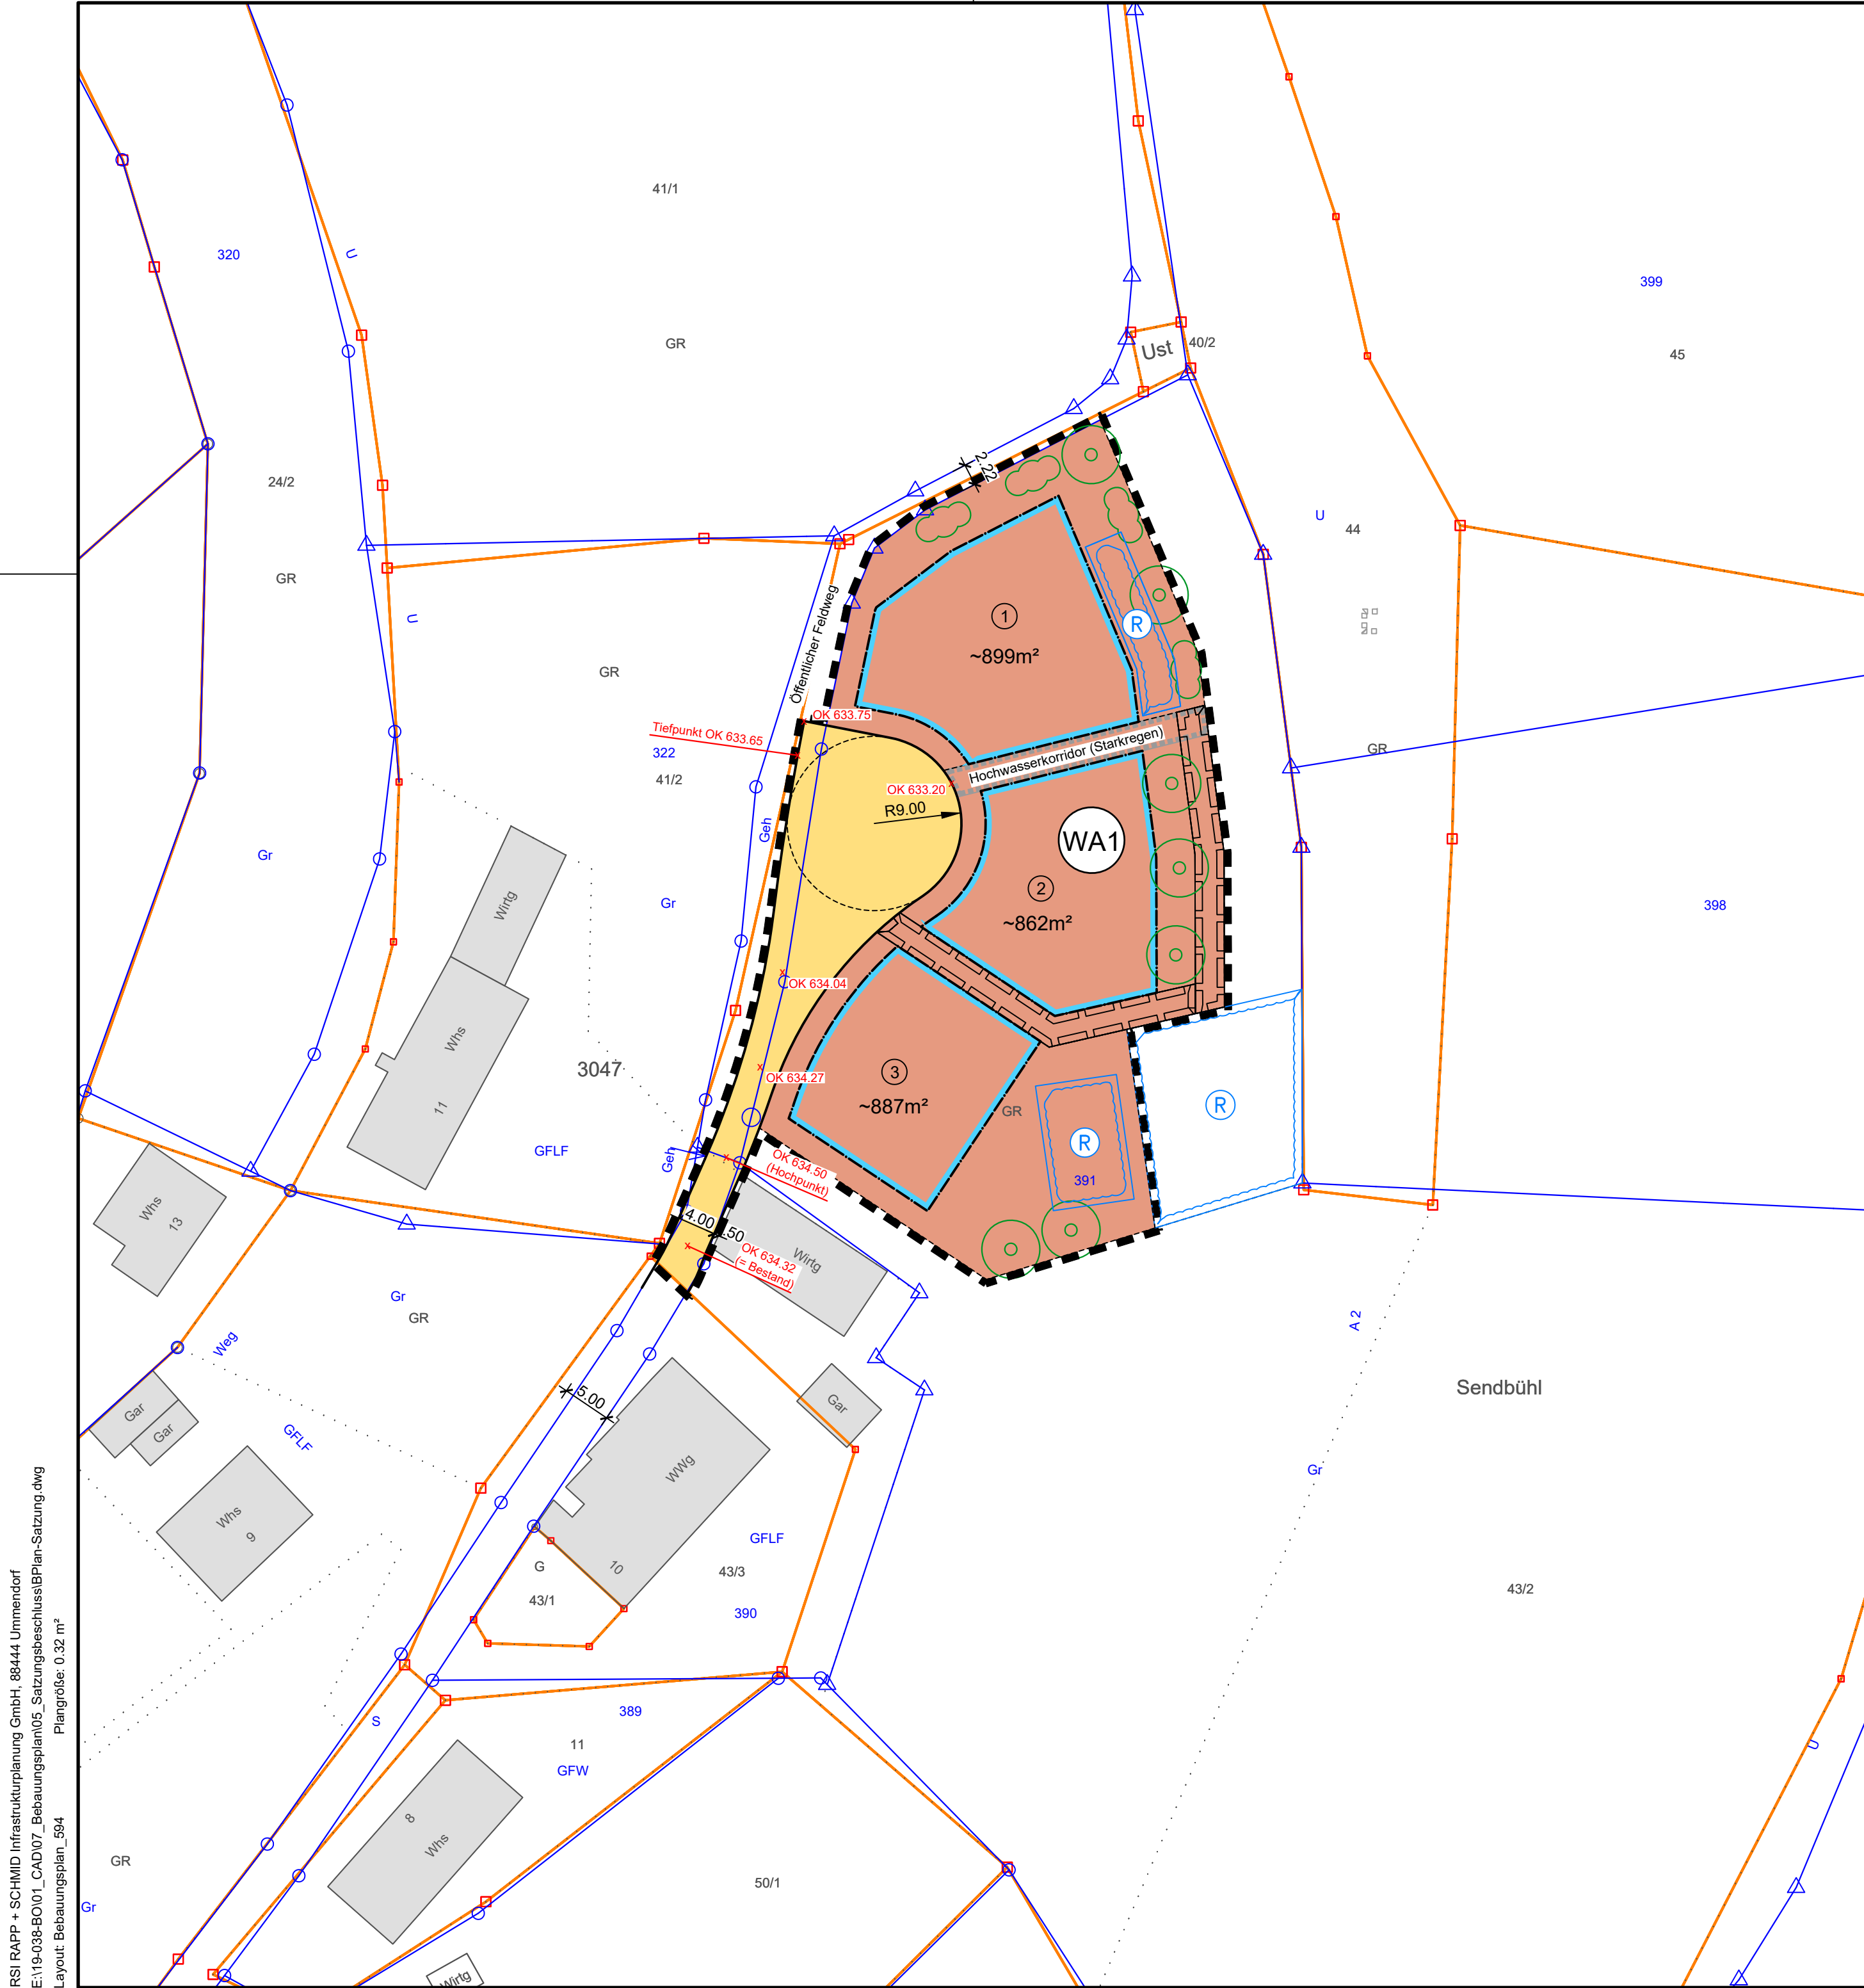 41/1
320
U
399
GR
40/2
Ust
45
24/2
2.22
U
44
GR
U
Öffentlicher Feldweg
1
R
~899m²
GR
OK 633.75
Tiefpunkt OK 633.65
322
41/2
Hochwasserkorridor (Starkregen)
GR
OK 633.20
R9.00
Geh
WA1
Gr
2
Gr
398
Wirtg
~862m²
OK 634.04
Whs
3047
3
OK 634.27
~887m²
GR
R
11
R
GFLF
Geh
OK 634.50
(Hochpunkt)
391
Whs
13
4.00
.50
OK 634.32
(= Bestand)
Wirtg
Gr
GR
A 2
Weg
Sendbühl
5.00
Gar
Gar
Gar
GFLF
WWg
Gr
Whs
9
GFLF
G
10
43/3
43/1
43/2
390
389
S
11
U
GFW
8
Whs
GR
50/1
Gr
Wirtg
RSI RAPP + SCHMID Infrastrukturplanung GmbH, 88444 Ummendorf
E:\19-038-BO\01_CAD\07_Bebauungsplan\05_Satzungsbeschluss\BPlan-Satzung.dwg
Layout: Bebauungsplan_594 Plangröße: 0.32 m²